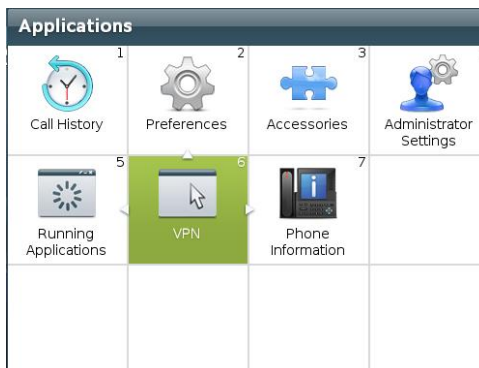 Applications
1
2
3
Call History
Preferences
Accessories
Administrator
Settings
5
6
7
Running
Applications
VPN
Phone
Information